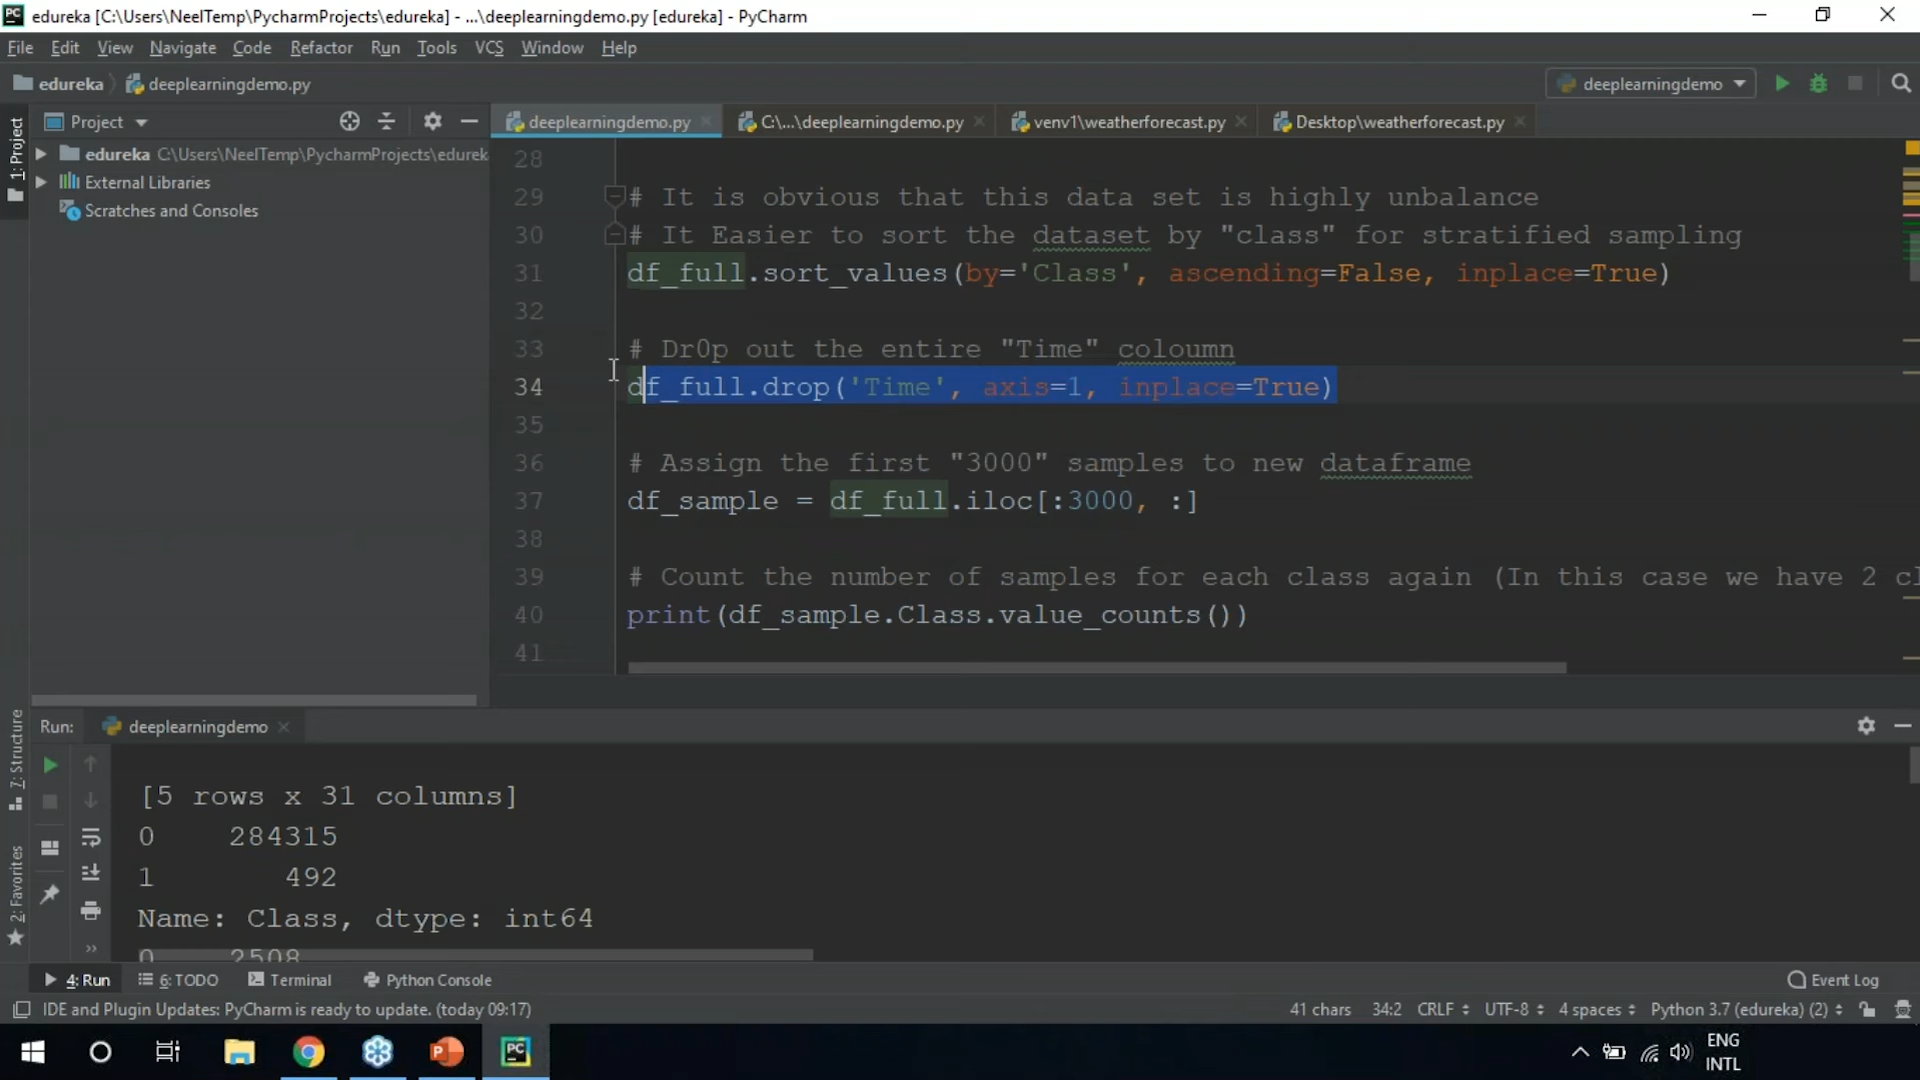 edureka [C:\Users\NeelTemp\PycharmProjects\edureka] - ...\deeplearningdemo.py [edureka] - PyCharm
File Edit View Navigate Code Refactor Run Tools VCS Window Help
edureka deeplearningdemo.py deeplearningdemo
1: Project
Project
deeplearningdemo.py C:\...\deeplearningdemo.py venv1\weatherforecast.py Desktop\weatherforecast.py
edureka C:\Users\NeelTemp\PycharmProjects\edurek
External Libraries
Scratches and Consoles
28
29 # It is obvious that this data set is highly unbalance
30 # It Easier to sort the dataset by "class" for stratified sampling
31 df_full.sort_values(by='Class', ascending=False, inplace=True)
32
33 # Dr0p out the entire "Time" coloumn
34 df_full.drop('Time', axis=1, inplace=True)
35
36 # Assign the first "3000" samples to new dataframe
37 df_sample = df_full.iloc[:3000, :]
38
39 # Count the number of samples for each class again (In this case we have 2 cl
40 print(df_sample.Class.value_counts())
41
7: Structure
2: Favorites
Run: deeplearningdemo
[5 rows x 31 columns]
0 284315
1 492
Name: Class, dtype: int64
0 2508
4: Run 6: TODO Terminal Python Console Event Log
IDE and Plugin Updates: PyCharm is ready to update. (today 09:17) 41 chars 34:2 CRLF UTF-8 4 spaces Python 3.7 (edureka) (2)
ENG
INTL